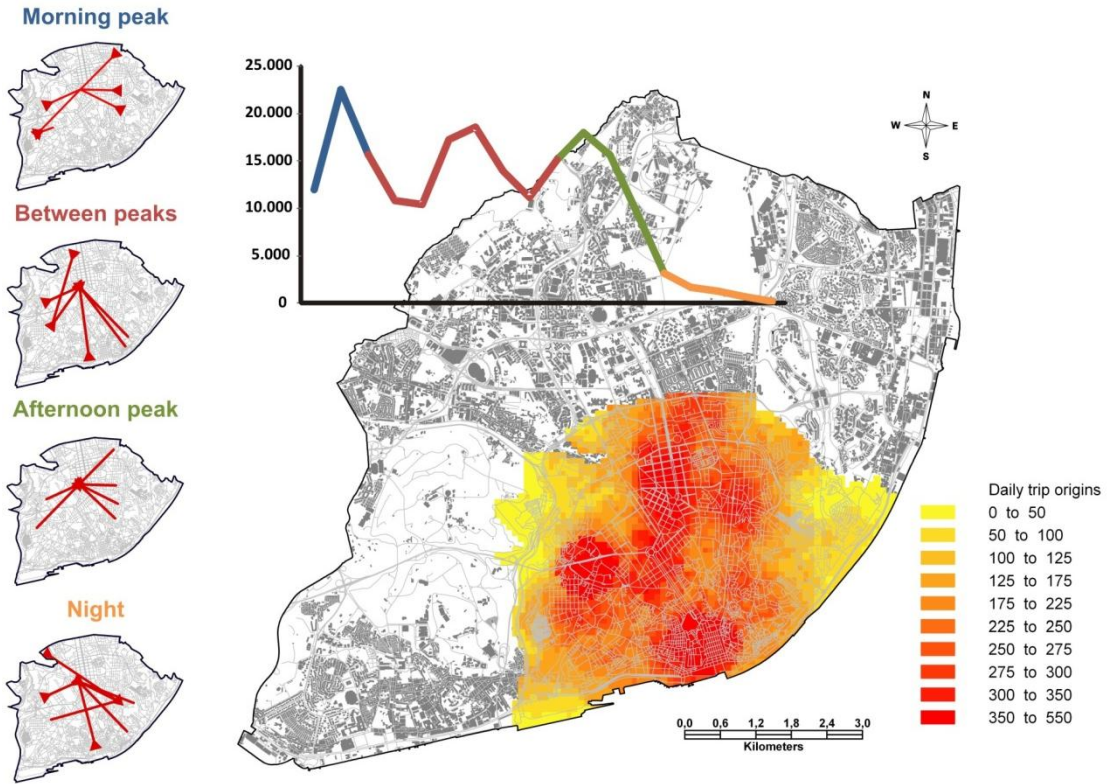 Morning peak
Between peaks
Afternoon peak
Night
25.000
20.000
15.000
10.000
5.000
0
N
W E
S
Daily trip origins
0 to 50
50 to 100
100 to 125
125 to 175
175 to 225
225 to 250
250 to 275
275 to 300
300 to 350
350 to 550
0,0 0,6 1,2 1,8 2,4 3,0
Kilometers